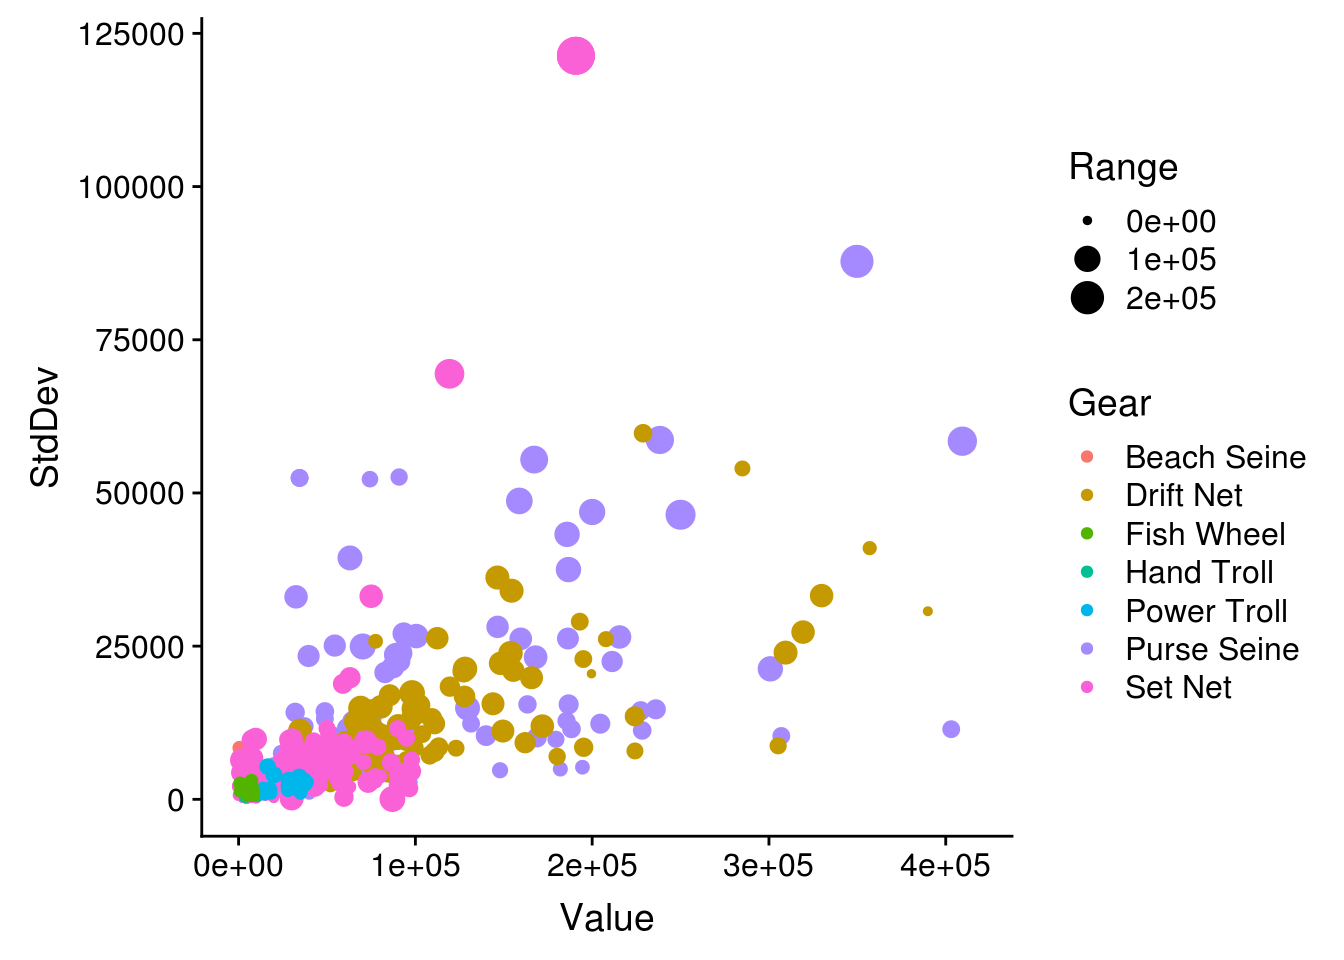 125000
100000
75000
50000
25000
0
StdDev
0e+00
1e+05
2e+05
3e+05
4e+05
Value
Range
0e+00
1e+05
2e+05
Gear
Beach Seine
Drift Net
Fish Wheel
Hand Troll
Power Troll
Purse Seine
Set Net